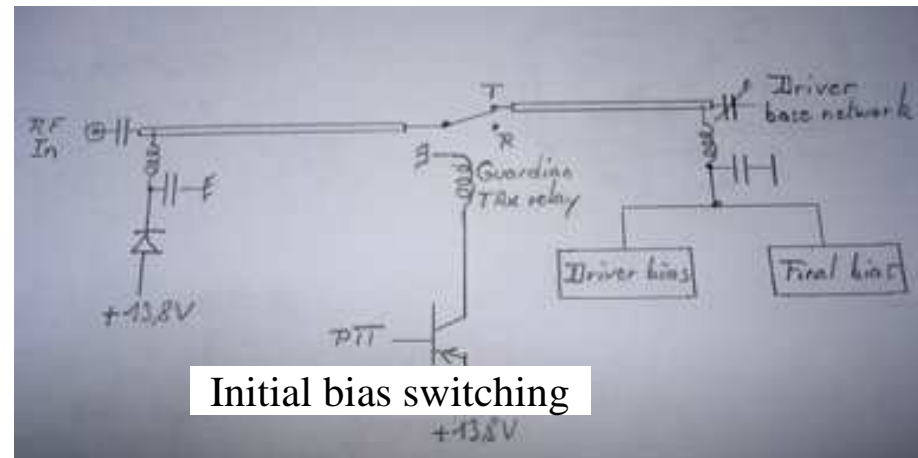 RF
In
T
R
Driver
base network
Guardian
TRx relay
Driver bias
Final bias
+13,8V
PTT
Initial bias switching
+13,8V